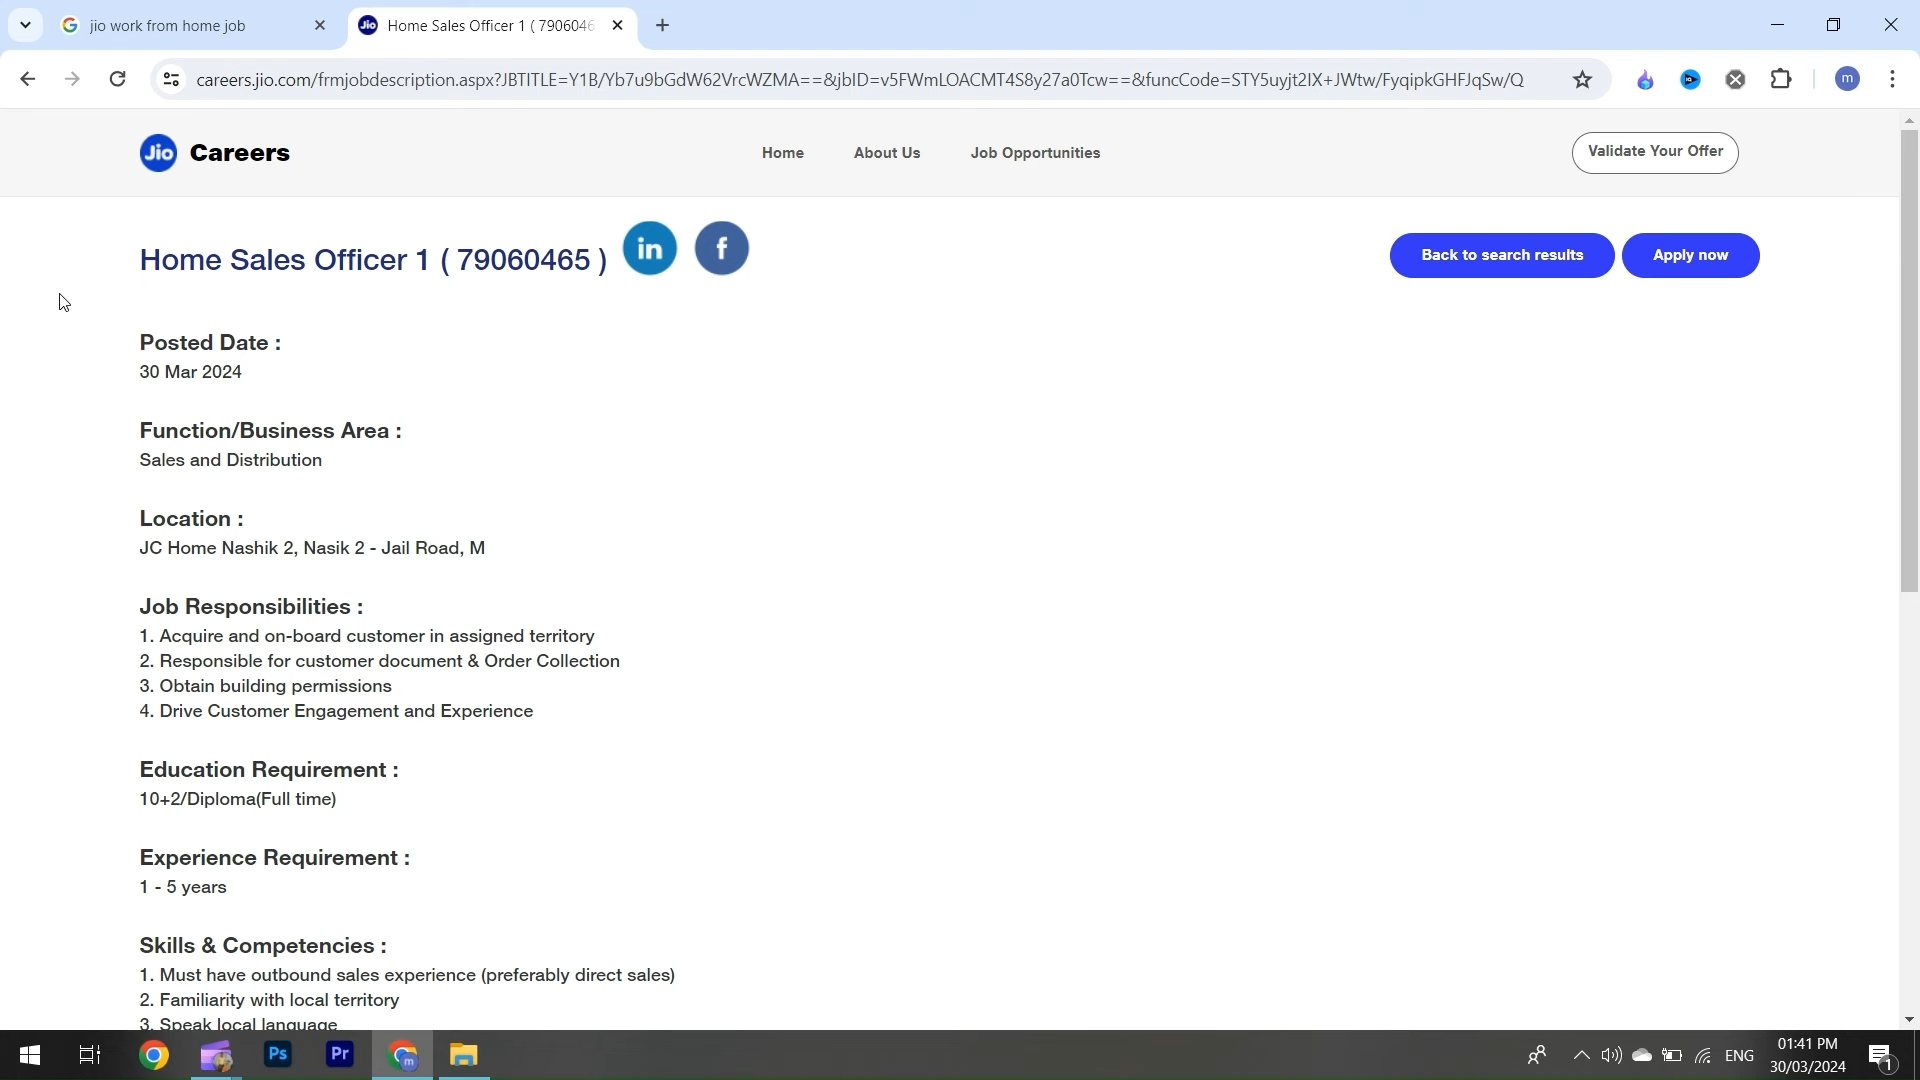 jio work from home job
Home Sales Officer 1 ( 7906046
careers.jio.com/frmjobdescription.aspx?JBTITLE=Y1B/Yb7u9bGdW62VrcWZMA==&jbID=v5FWmLOACMT4S8y27a0Tcw==&funcCode=STY5uyjt2IX+JWtw/FyqipkGHFJqSw/Q
m
Jio Careers
Home
About Us
Job Opportunities
Validate Your Offer
Home Sales Officer 1 ( 79060465 )
in
f
Back to search results
Apply now
Posted Date :
30 Mar 2024
Function/Business Area :
Sales and Distribution
Location :
JC Home Nashik 2, Nasik 2 - Jail Road, M
Job Responsibilities :
1. Acquire and on-board customer in assigned territory
2. Responsible for customer document & Order Collection
3. Obtain building permissions
4. Drive Customer Engagement and Experience
Education Requirement :
10+2/Diploma(Full time)
Experience Requirement :
1 - 5 years
Skills & Competencies :
1. Must have outbound sales experience (preferably direct sales)
2. Familiarity with local territory
3. Speak local language
Ps
Pr
m
ENG
01:41 PM
30/03/2024
1